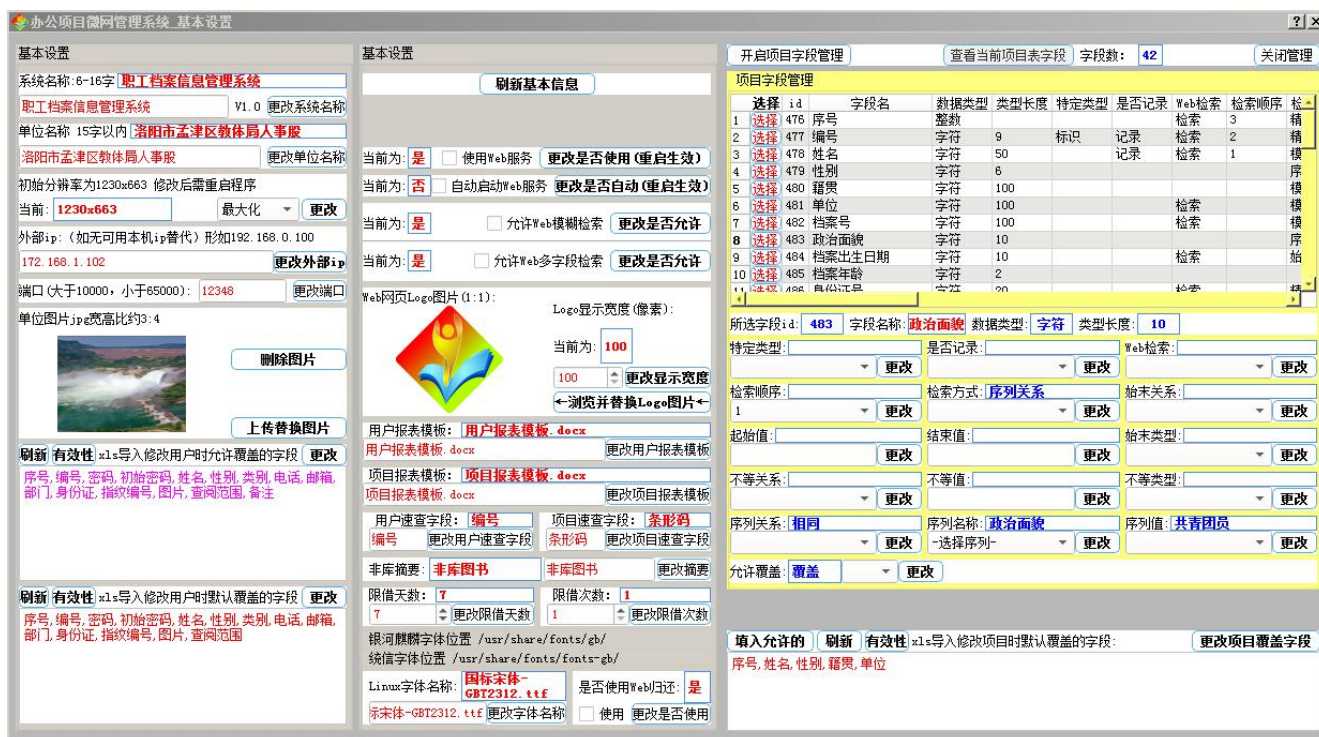 办公项目微网管理系统_基本设置
基本设置
系统名称:6-16字 职工档案信息管理系统
职工档案信息管理系统 V1.0 更改系统名称
单位名称 15字以内 洛阳市孟津区教体局人事股
洛阳市孟津区教体局人事股 更改单位名称
初始分辨率为1230x663 修改后需重启程序
当前: 1230x663 最大化 更改
外部ip:（如无可用本机ip替代）形如192.168.0.100
172.168.1.102 更改外部ip
端口(大于10000，小于65000): 12348 更改端口
单位图片jpg宽高比约3:4
删除图片
上传替换图片
刷新 有效性 xls导入修改用户时允许覆盖的字段 更改
序号,编号,密码,初始密码,姓名,性别,类别,电话,邮箱,
部门,身份证,指纹编号,图片,查阅范围,备注
刷新 有效性 xls导入修改用户时默认覆盖的字段 更改
序号,编号,密码,初始密码,姓名,性别,类别,电话,邮箱,
部门,身份证,指纹编号,图片,查阅范围
基本设置
刷新基本信息
当前为: 是 使用Web服务 更改是否使用(重启生效)
当前为: 否 自动启动Web服务 更改是否自动(重启生效)
当前为: 是 允许Web模糊检索 更改是否允许
当前为: 是 允许Web多字段检索 更改是否允许
Web网页Logo图片(1:1):
Logo显示宽度(像素):
当前为: 100
100 更改显示宽度
←浏览并替换Logo图片←
用户报表模板: 用户报表模板.docx
用户报表模板.docx 更改用户报表模板
项目报表模板: 项目报表模板.docx
项目报表模板.docx 更改项目报表模板
用户速查字段: 编号 项目速查字段: 条形码
编号 更改用户速查字段 条形码 更改项目速查字段
非库摘要: 非库图书 非库图书 更改摘要
限借天数: 7 限借次数: 1
7 更改限借天数 1 更改限借次数
银河麒麟字体位置 /usr/share/fonts/gb/
统信字体位置 /usr/share/fonts/fonts-gb/
Linux字体名称: 国标宋体-GBT2312.ttf 是否使用Web归还: 是
示宋体-GBT2312.ttf 更改字体名称 使用 更改是否使用
开启项目字段管理 查看当前项目表字段 字段数: 42 关闭管理
项目字段管理
选择 id 字段名 数据类型 类型长度 特定类型 是否记录 Web检索 检索顺序 检
1 选择 476 序号 整数 检索 3 精
2 选择 477 编号 字符 9 标识 记录 检索 2 精
3 选择 478 姓名 字符 50 记录 检索 1 模
4 选择 479 性别 字符 6 序
5 选择 480 籍贯 字符 100 模
6 选择 481 单位 字符 100 检索 模
7 选择 482 档案号 字符 100 检索 模
8 选择 483 政治面貌 字符 10 序
9 选择 484 档案出生日期 字符 10 检索 始
10 选择 485 档案年龄 字符 2
11 选择 486 身份证号 字符 20 检索 精
所选字段id: 483 字段名称: 政治面貌 数据类型: 字符 类型长度: 10
特定类型: 是否记录: Web检索:
更改 更改 更改
检索顺序: 检索方式: 序列关系 始末关系:
1 更改 更改 更改
起始值: 结束值: 始末类型:
更改 更改 更改
不等关系: 不等值: 不等类型:
更改 更改 更改
序列关系: 相同 序列名称: 政治面貌 序列值: 共青团员
更改 -选择序列- 更改 更改
允许覆盖: 覆盖 更改
填入允许的 刷新 有效性 xls导入修改项目时默认覆盖的字段: 更改项目覆盖字段
序号,姓名,性别,籍贯,单位